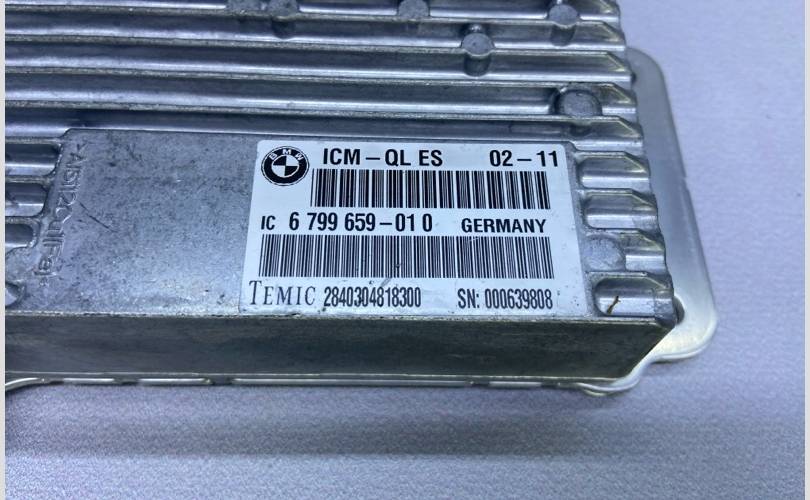 BMW
ICM-QL ES 02-11
IC 6 799 659-01 0 GERMANY
TEMIC 2840304818300 SN: 000639808